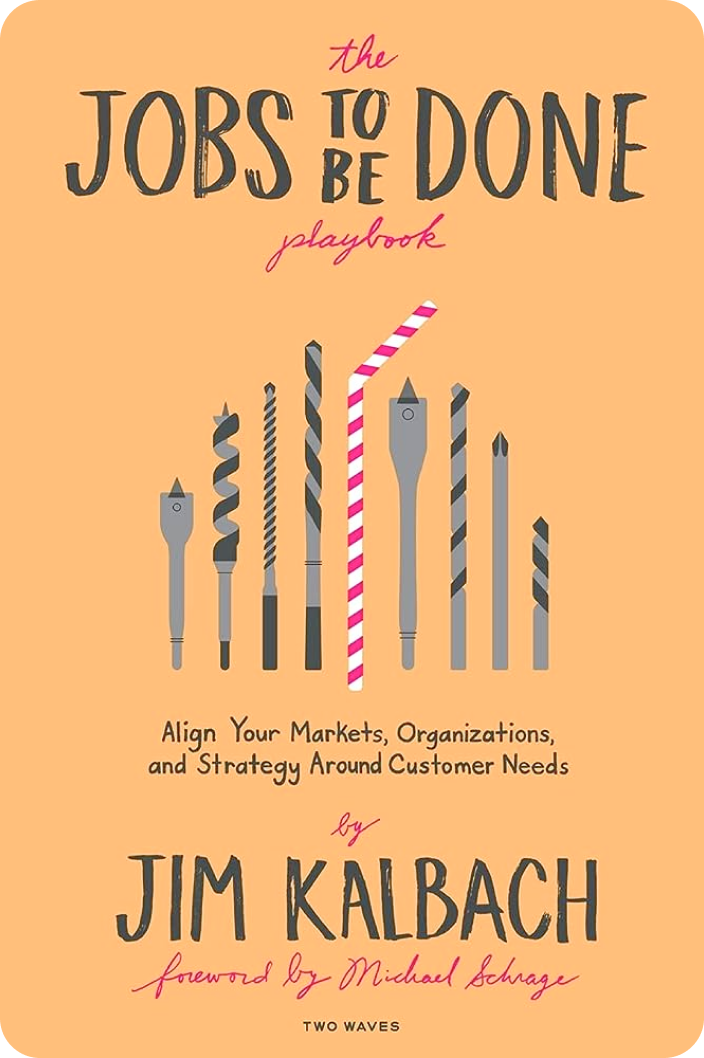 the
JOBS TO BE DONE
playbook
Align Your Markets, Organizations,
and Strategy Around Customer Needs
by
JIM KALBACH
foreword by Michael Schrage
TWO WAVES